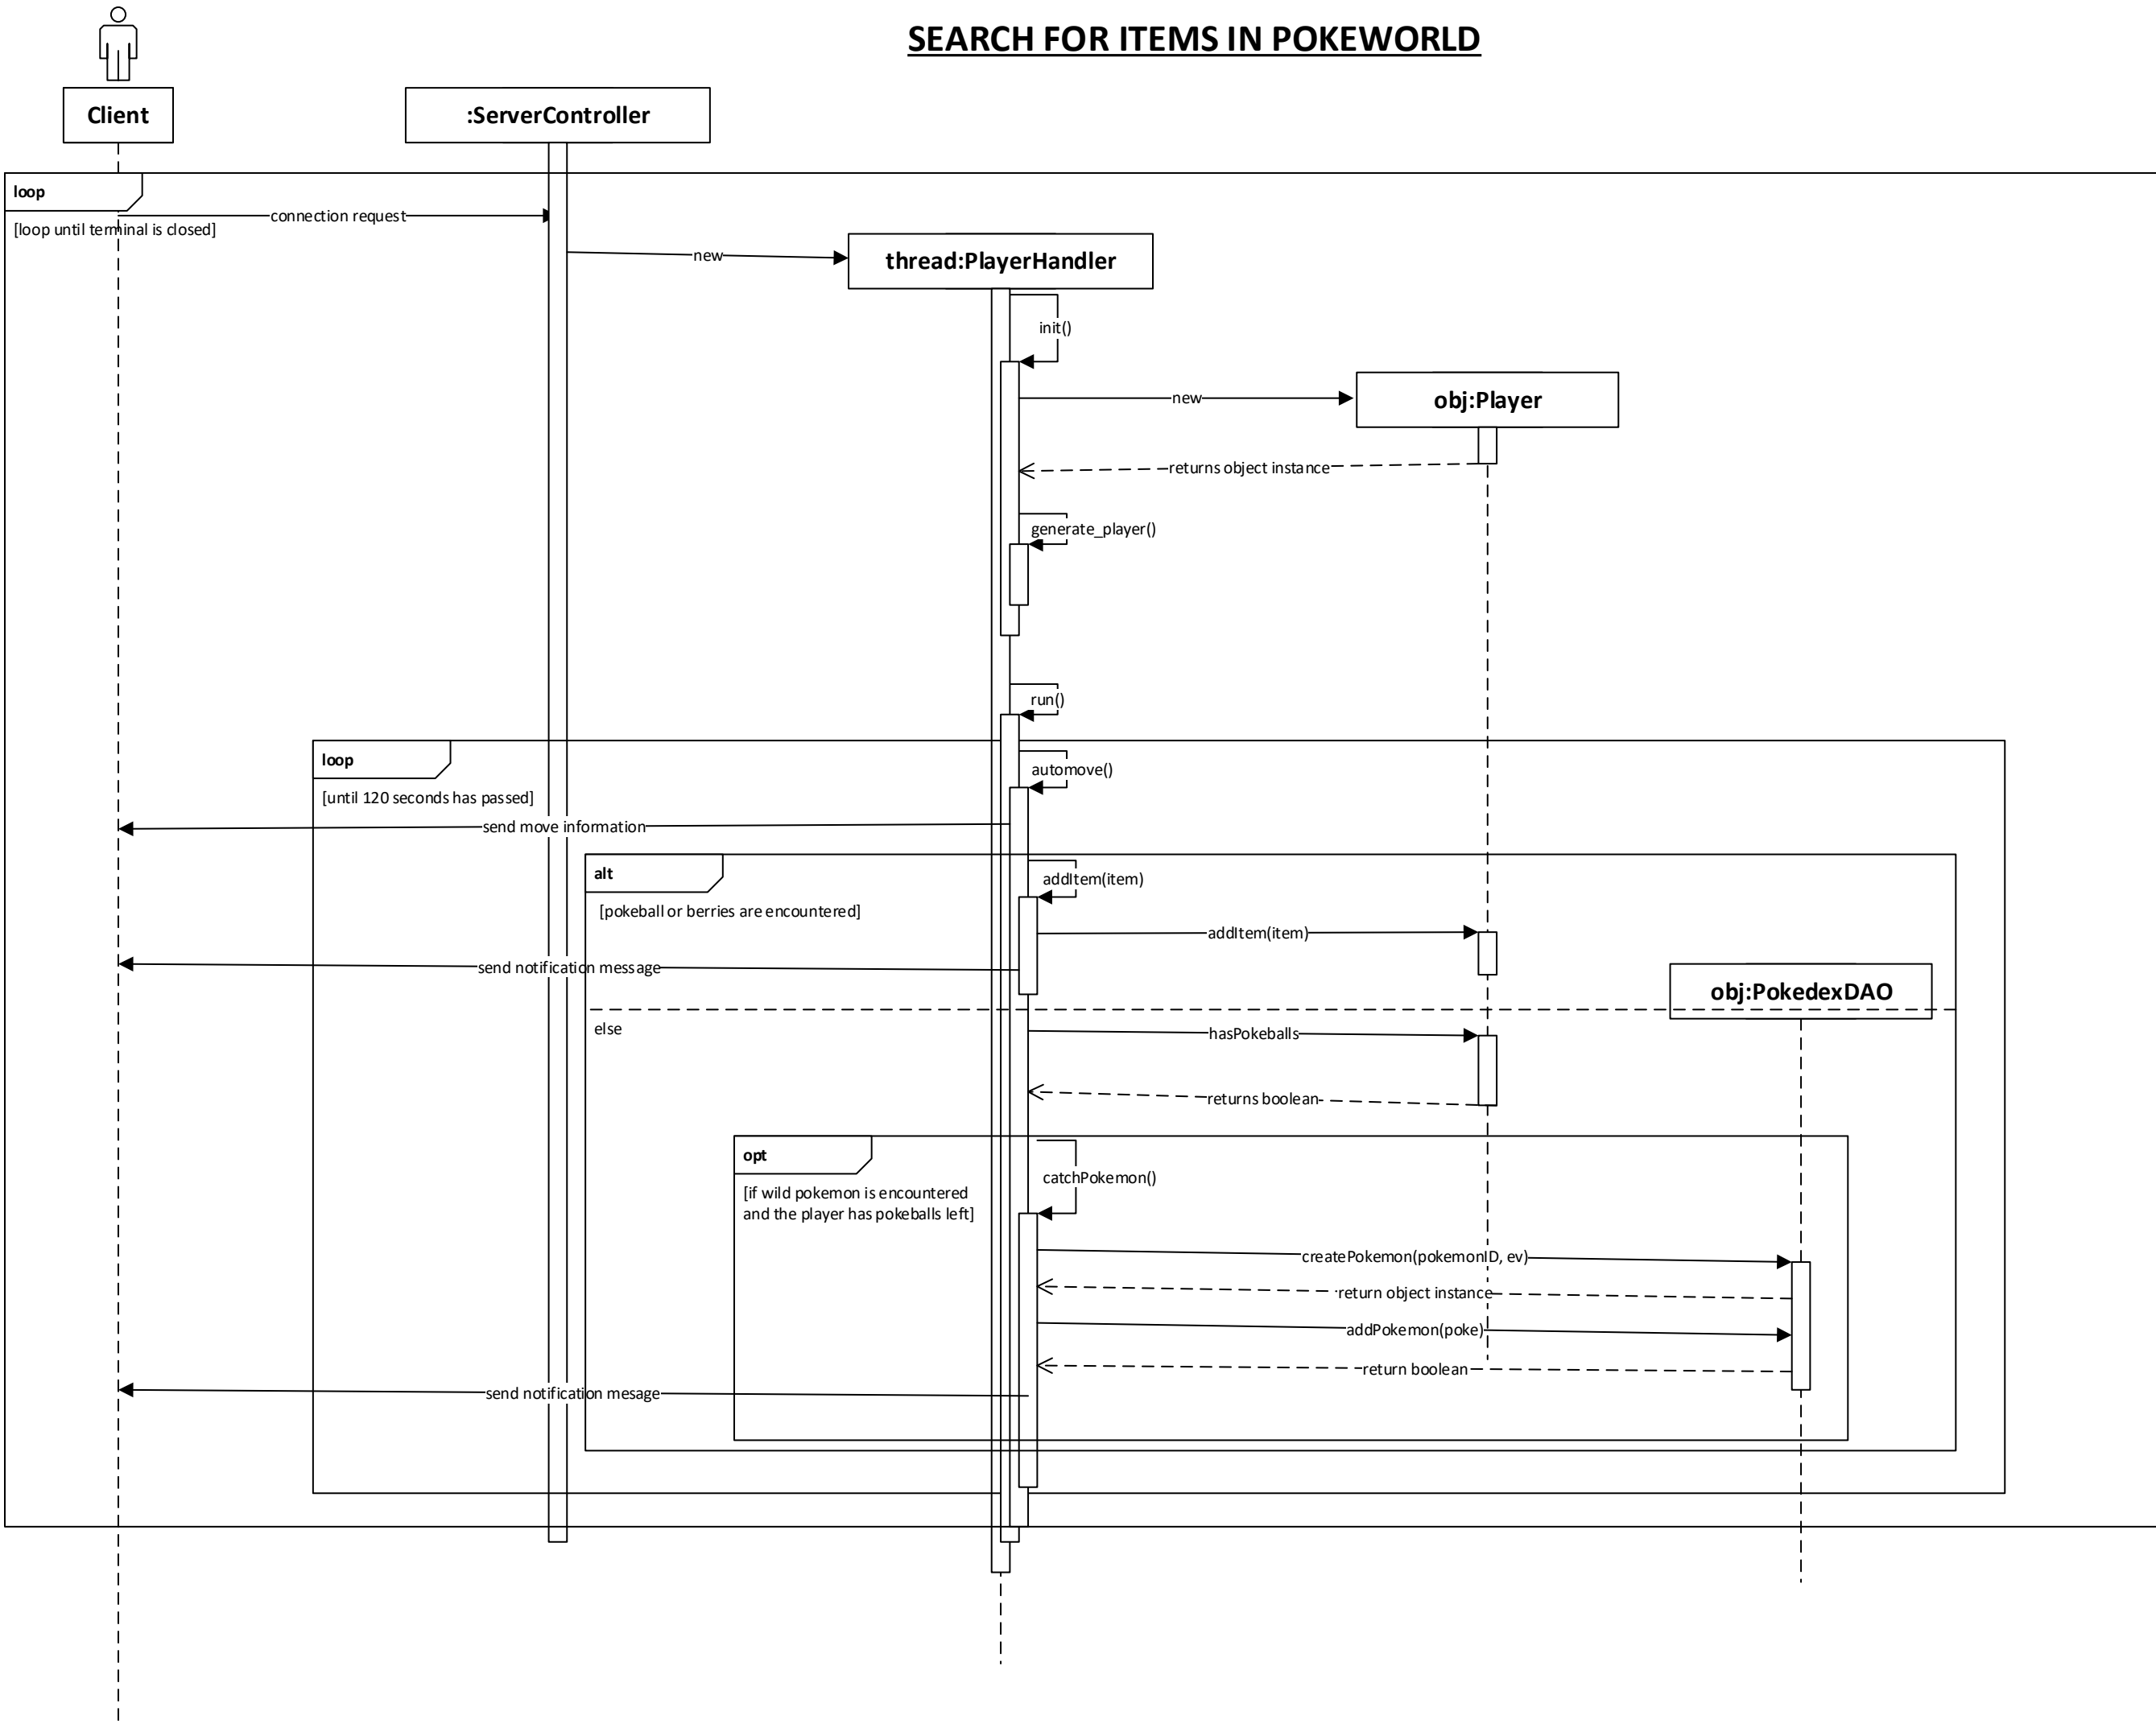 SEARCH FOR ITEMS IN POKEWORLD
Client
:ServerController
loop
connection request
[loop until terminal is closed]
new
thread:PlayerHandler
init()
new
obj:Player
returns object instance
generate_player()
run()
loop
automove()
[until 120 seconds has passed]
send move information
alt
addItem(item)
[pokeball or berries are encountered]
addItem(item)
send notification message
obj:PokedexDAO
else
hasPokeballs
returns boolean
opt
catchPokemon()
[if wild pokemon is encountered
and the player has pokeballs left]
createPokemon(pokemonID, ev)
return object instance
addPokemon(poke)
return boolean
send notification mesage